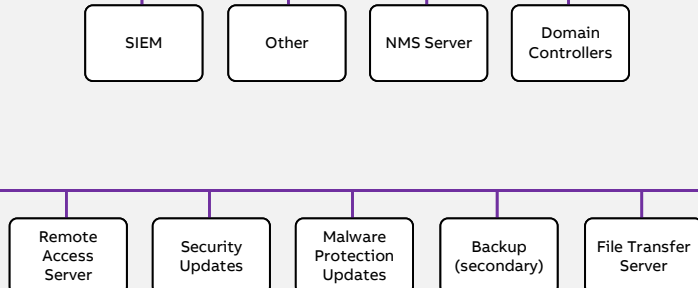 SIEM
Other
NMS Server
Domain
Controllers
Remote
Access
Server
Security
Updates
Malware
Protection
Updates
Backup
(secondary)
File Transfer
Server